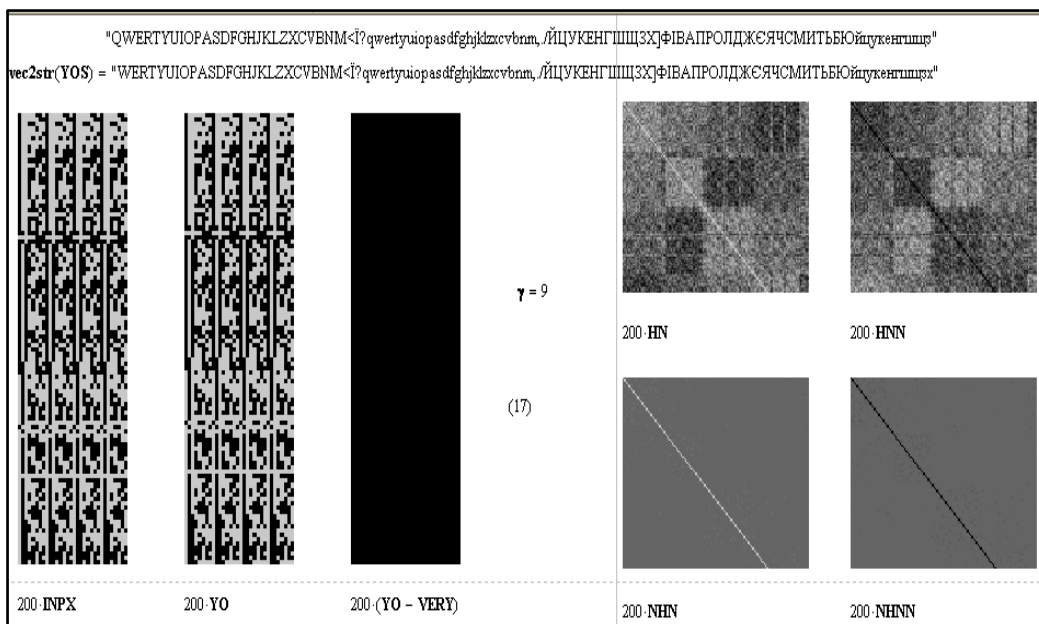 "QWERTYUIOPASDFGHJKLZXCVBNM<Ї?qwertyuiopasdfghjklzxcvbnm,./ЙЦУКЕНГШЩЗХ]ФІВАПРОЛДЖЄЯЧСМИТЬБЮйцукенгшщз"
vec2str(YOS) = "WERTYUIOPASDFGHJKLZXCVBNM<Ї?qwertyuiopasdfghjklzxcvbnm,./ЙЦУКЕНГШЩЗХ]ФІВАПРОЛДЖЄЯЧСМИТЬБЮйцукенгшщзх"
γ = 9
(17)
200·HN 200·HNN
200·INPX 200·YO 200·(YO − VERY) 200·NHN 200·NHNN